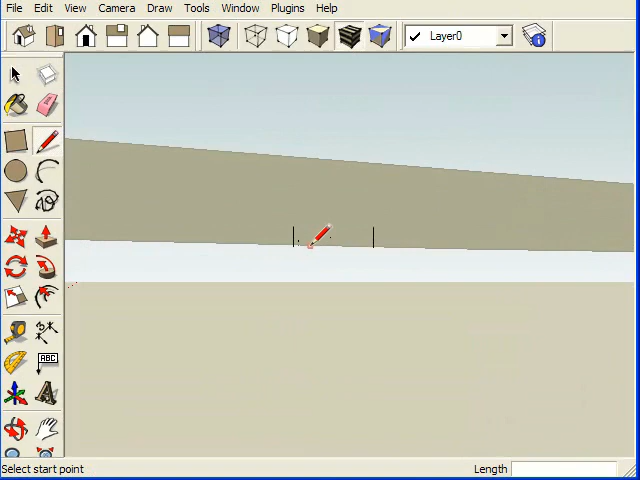 File Edit View Camera Draw Tools Window Plugins Help
Layer0
ABC
A
Select start point
Length